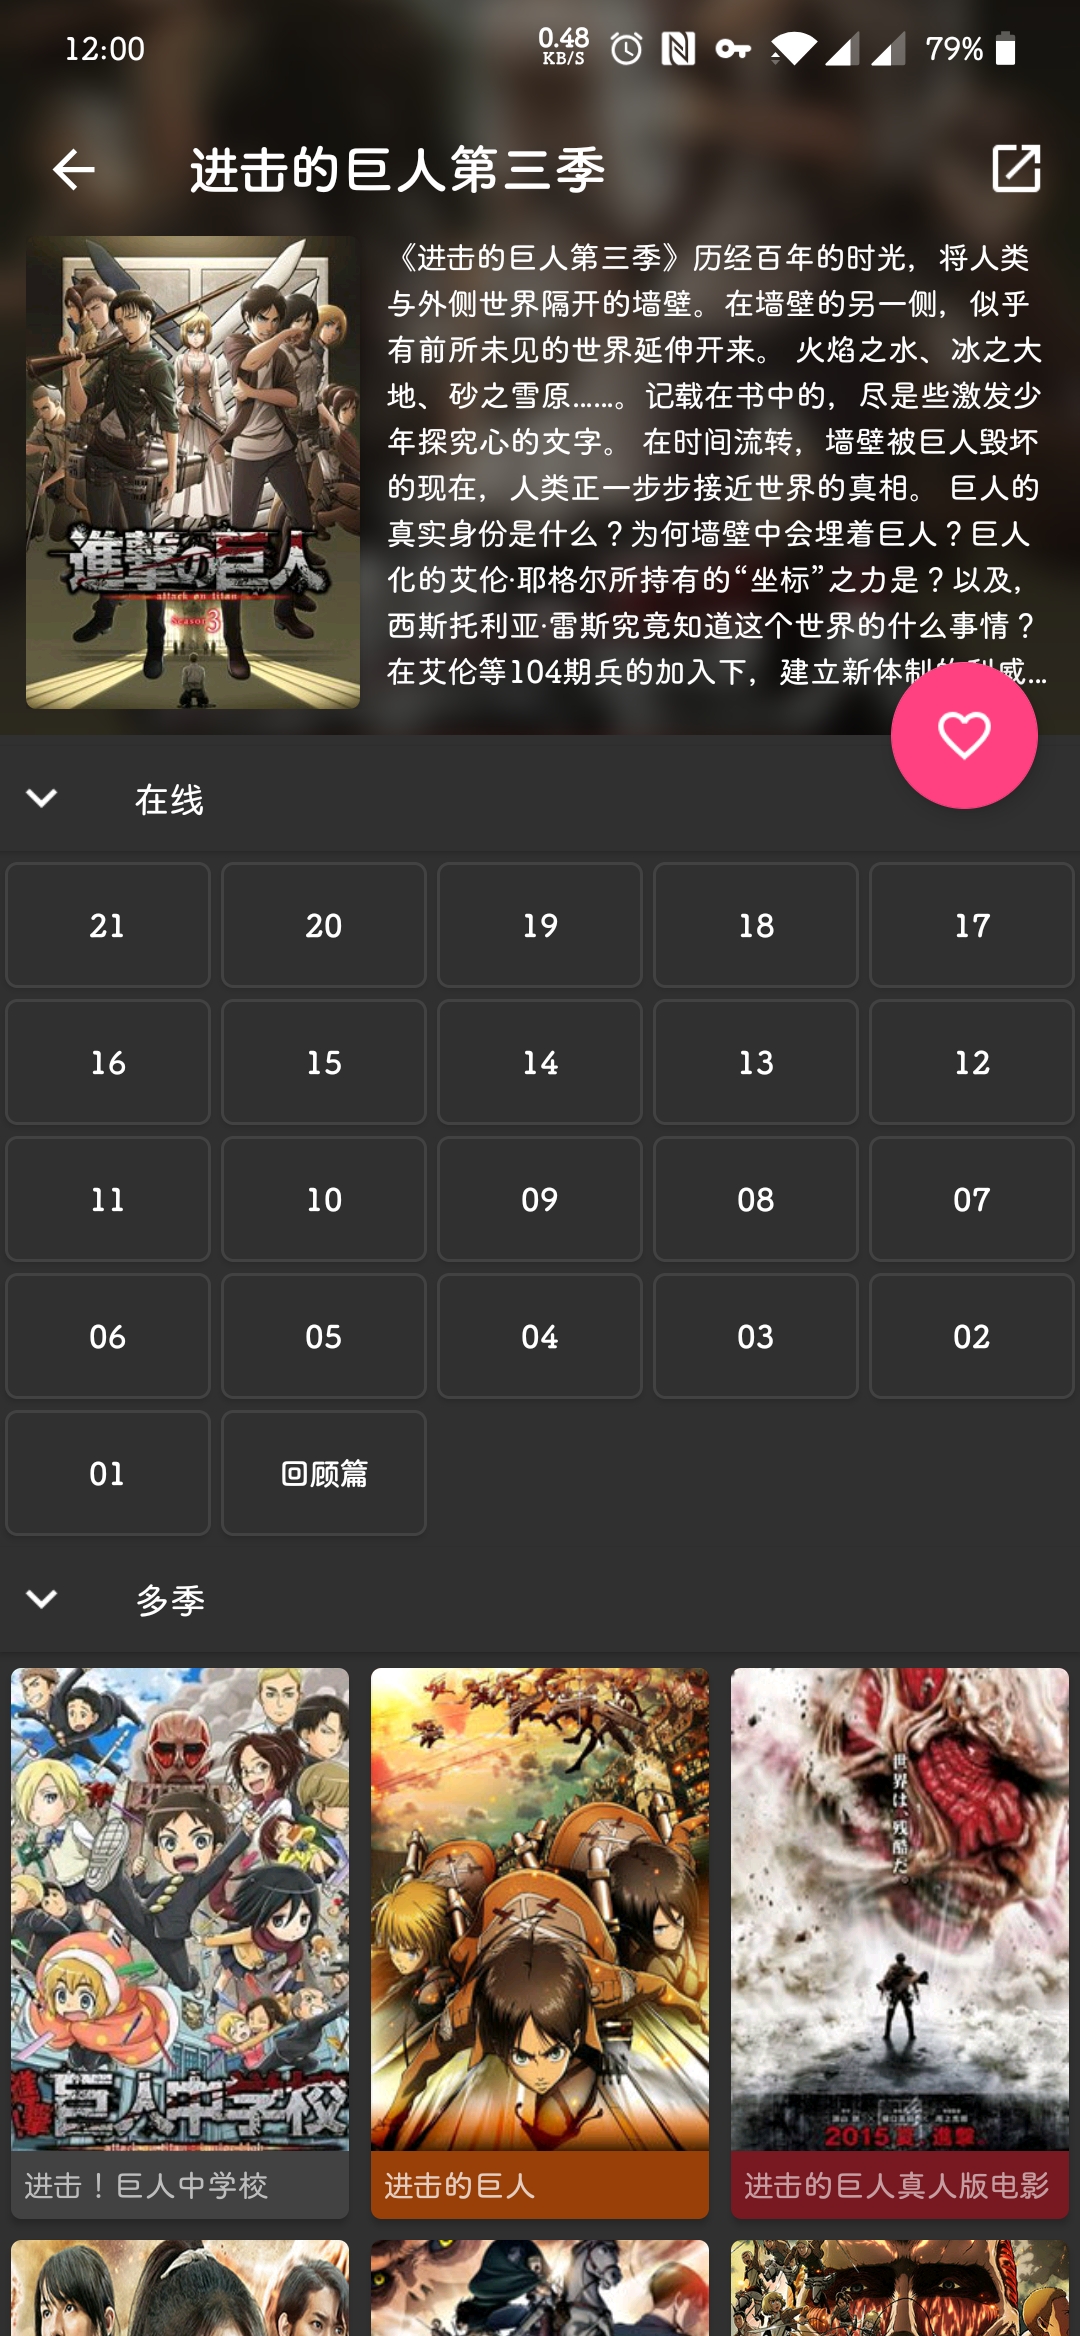 12:00
0.48
KB/S
79%
进击的巨人第三季
《进击的巨人第三季》历经百年的时光，将人类
与外侧世界隔开的墙壁。在墙壁的另一侧，似乎
有前所未见的世界延伸开来。 火焰之水、冰之大
地、砂之雪原……。记载在书中的，尽是些激发少
年探究心的文字。 在时间流转，墙壁被巨人毁坏
的现在，人类正一步步接近世界的真相。 巨人的
真实身份是什么？为何墙壁中会埋着巨人？巨人
化的艾伦·耶格尔所持有的“坐标”之力是？以及，
西斯托利亚·雷斯究竟知道这个世界的什么事情？
在艾伦等104期兵的加入下，建立新体制的利威...
進撃の巨人
attack on titan
Season 3
在线
21
20
19
18
17
16
15
14
13
12
11
10
09
08
07
06
05
04
03
02
01
回顾篇
多季
進撃！
巨人中学校
世界は、残酷だ。
2015 夏、進撃。
进击！巨人中学校
进击的巨人
进击的巨人真人版电影